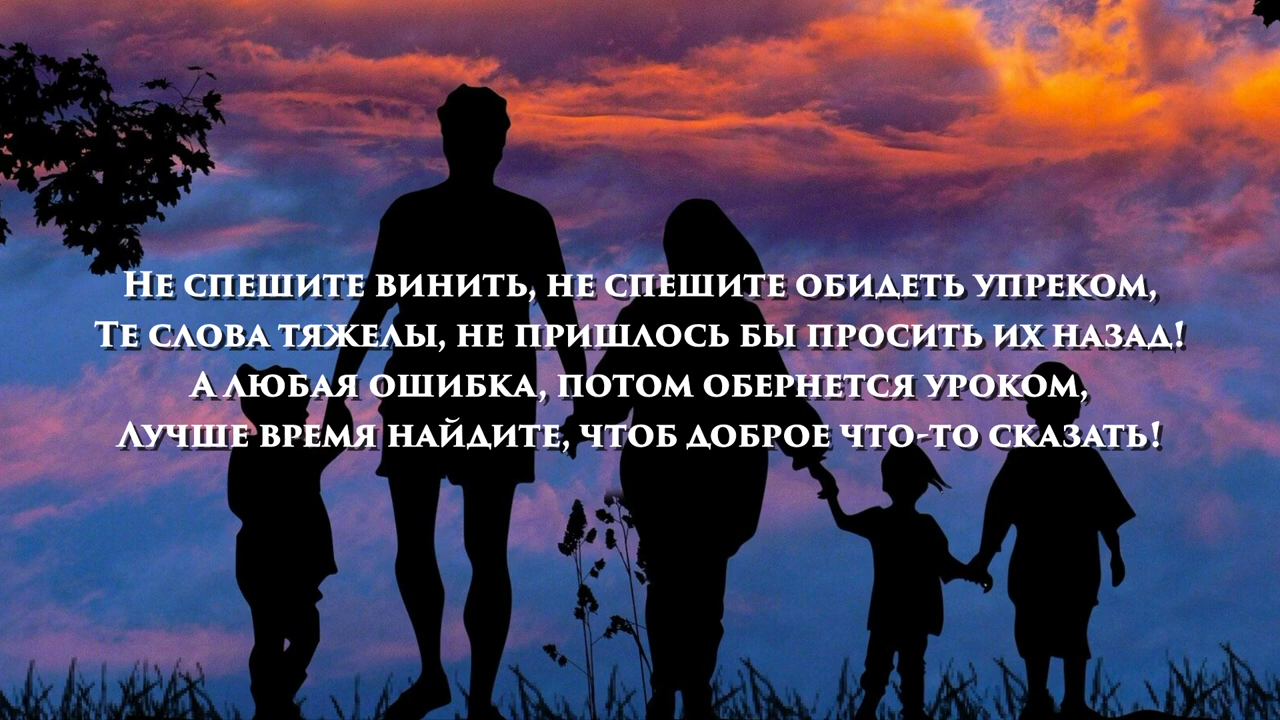 Не спешите винить, не спешите обидеть упреком,
Те слова тяжелы, не пришлось бы просить их назад!
А любая ошибка, потом обернется уроком,
Лучше время найдите, чтоб доброе что-то сказать!